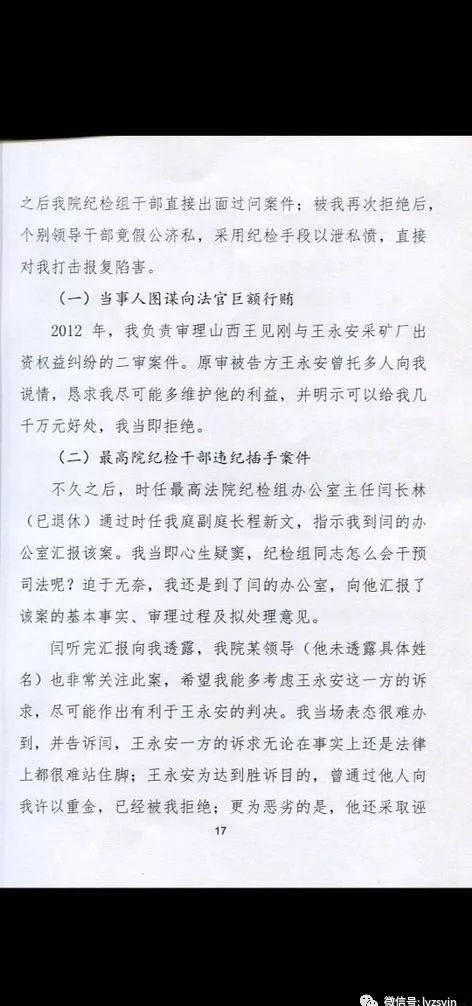 之后我院纪检组干部直接出面过问案件；被我再次拒绝后，
个别领导干部竟假公济私，采用纪检手段以泄私愤，直接
对我打击报复陷害。
（一）当事人图谋向法官巨额行贿
2012 年，我负责审理山西王见刚与王永安采矿厂出
资权益纠纷的二审案件。原审被告方王永安曾托多人向我
说情，恳求我尽可能多维护他的利益，并明示可以给我几
千万元好处，我当即拒绝。
（二）最高院纪检干部违纪插手案件
不久之后，时任最高法院纪检组办公室主任闫长林
（已退休）通过时任我庭副庭长程新文，指示我到闫的办
公室汇报该案。我当即心生疑窦，纪检组同志怎么会干预
司法呢？迫于无奈，我还是到了闫的办公室，向他汇报了
该案的基本事实、审理过程及拟处理意见。
闫听完汇报向我透露，我院某领导（他未透露具体姓
名）也非常关注此案，希望我能多考虑王永安这一方的诉
求，尽可能作出有利于王永安的判决。我当场表态很难办
到，并告诉闫，王永安一方的诉求无论在事实上还是法律
上都很难站住脚；王永安为达到胜诉目的，曾通过他人向
我许以重金，已经被我拒绝；更为恶劣的是，他还采取诬
17
微信号: lyzsyin